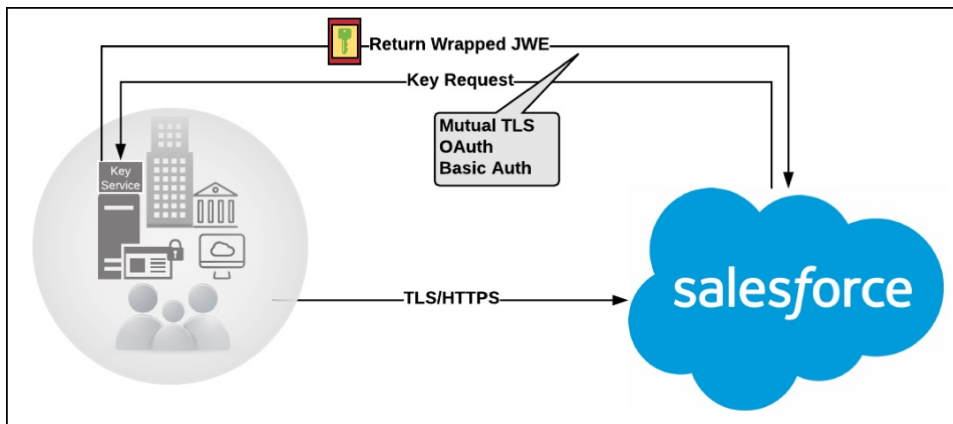 Return Wrapped JWE
Key Request
Mutual TLS
OAuth
Basic Auth
Key
Service
TLS/HTTPS
salesforce